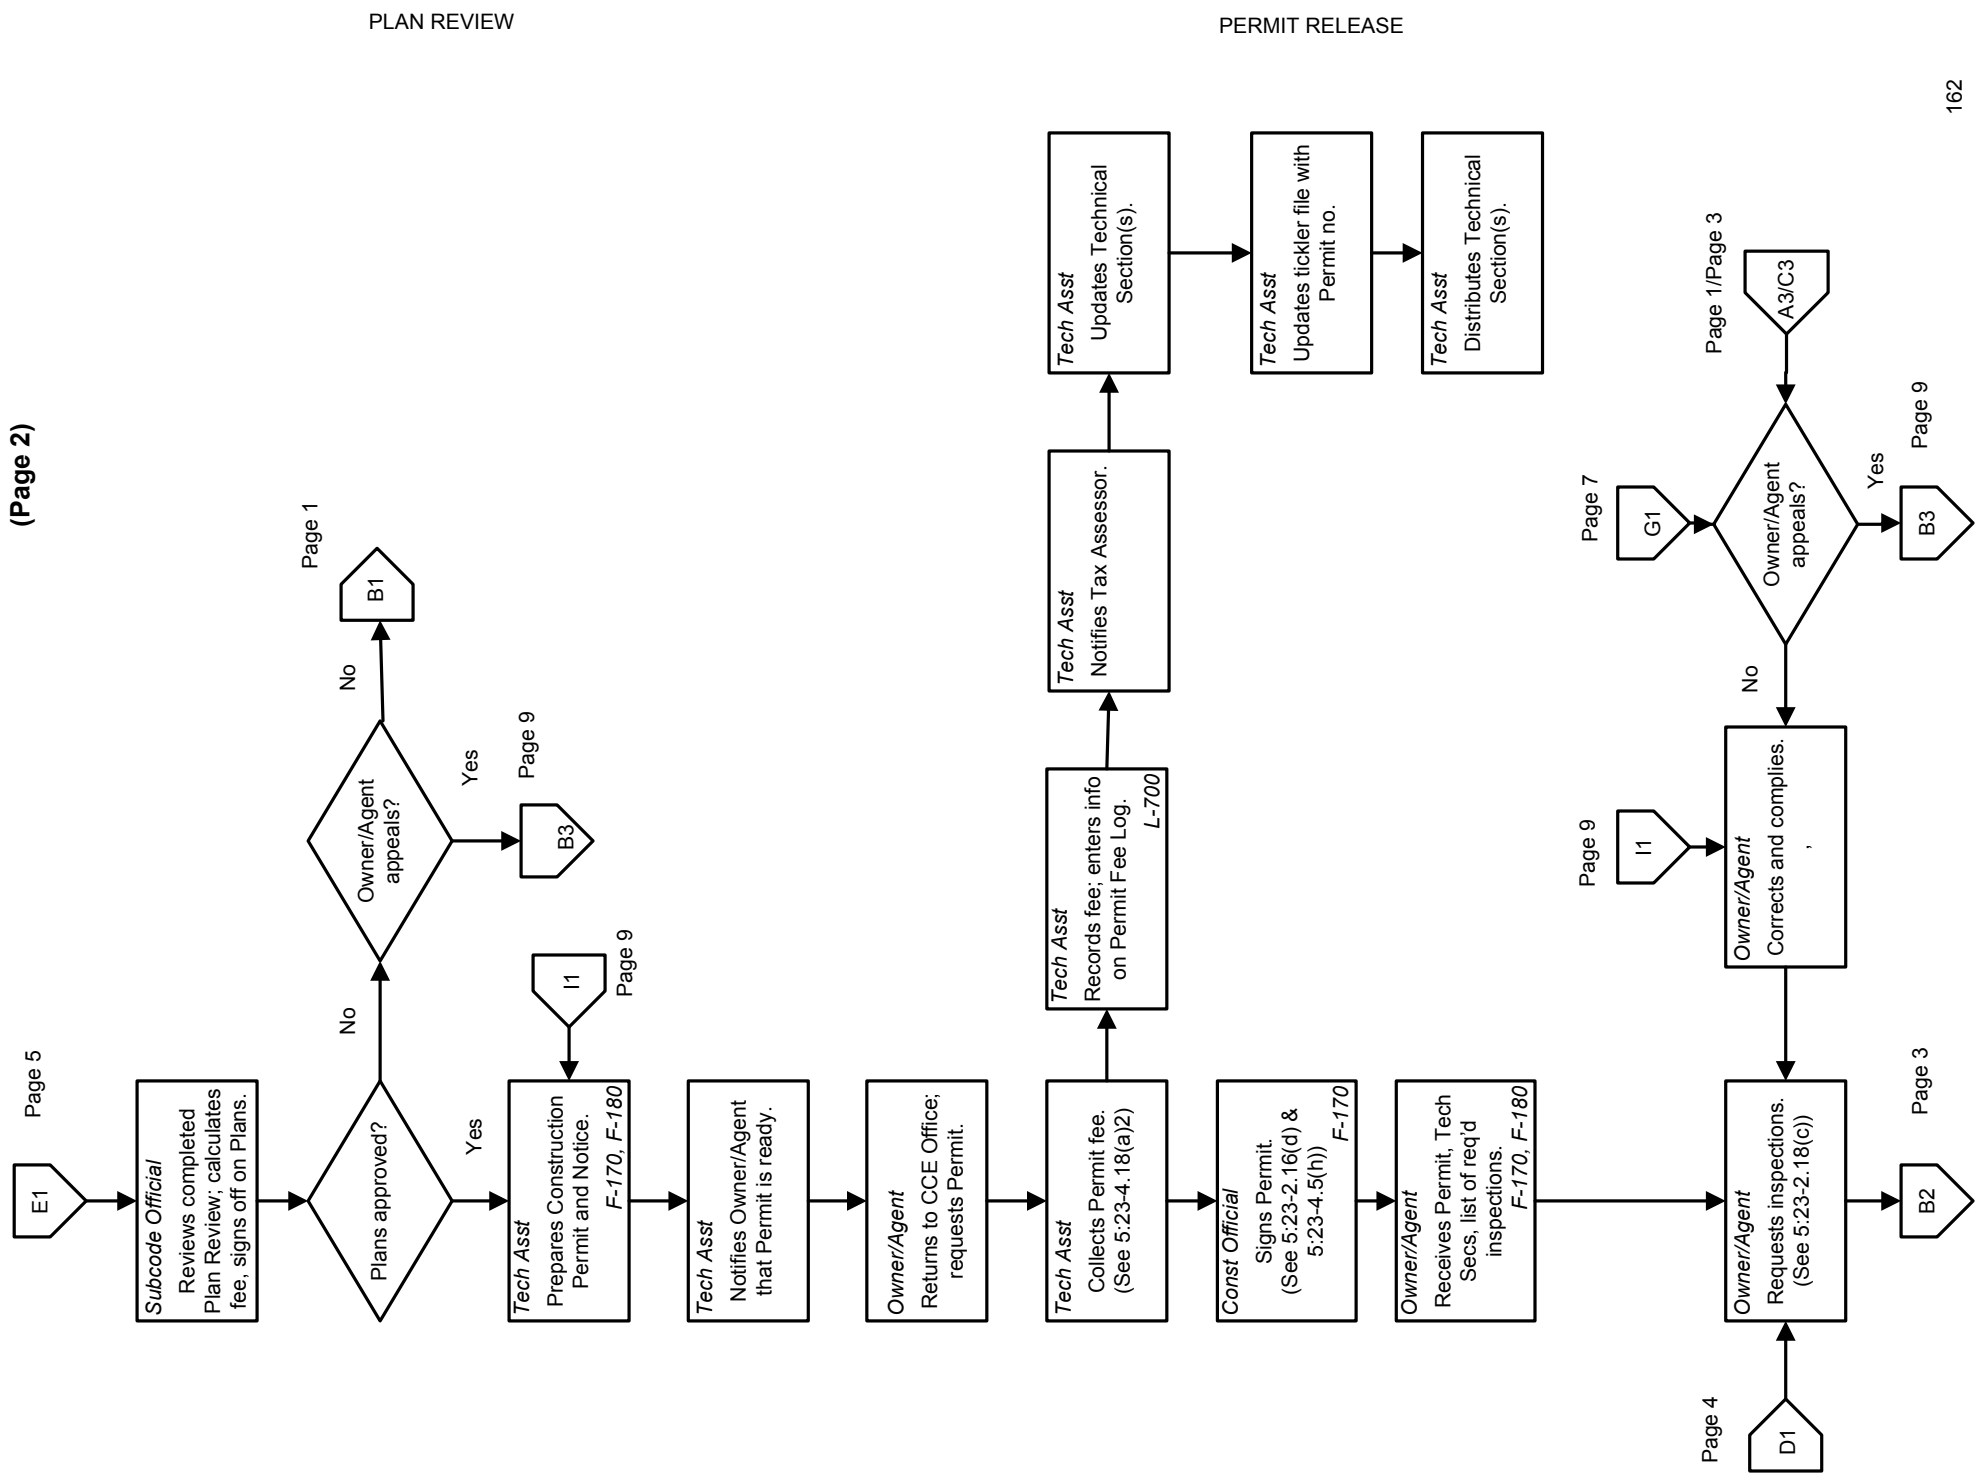 PLAN REVIEW
PERMIT RELEASE
(Page 2)
162
Page 5
E1
Subcode Official
Reviews completed
Plan Review; calculates
fee, signs off on Plans.
Plans approved?
No
Owner/Agent
appeals?
No
Page 1
B1
Yes
Page 9
B3
Yes
I1
Page 9
Tech Asst
Prepares Construction
Permit and Notice.
F-170, F-180
Tech Asst
Notifies Owner/Agent
that Permit is ready.
Owner/Agent
Returns to CCE Office;
requests Permit.
Tech Asst
Collects Permit fee.
(See 5:23-4.18(a)2)
Tech Asst
Records fee; enters info
on Permit Fee Log.
L-700
Tech Asst
Notifies Tax Assessor.
Tech Asst
Updates Technical
Section(s).
Tech Asst
Updates tickler file with
Permit no.
Tech Asst
Distributes Technical
Section(s).
Const Official
Signs Permit.
(See 5:23-2.16(d) &
5:23-4.5(h))
F-170
Owner/Agent
Receives Permit, Tech
Secs, list of req'd
inspections.
F-170, F-180
Page 4
D1
Owner/Agent
Requests inspections.
(See 5:23-2.18(c))
Page 3
B2
Page 9
I1
Owner/Agent
Corrects and complies.
,
No
Page 7
G1
Owner/Agent
appeals?
Page 1/Page 3
A3/C3
Yes
Page 9
B3